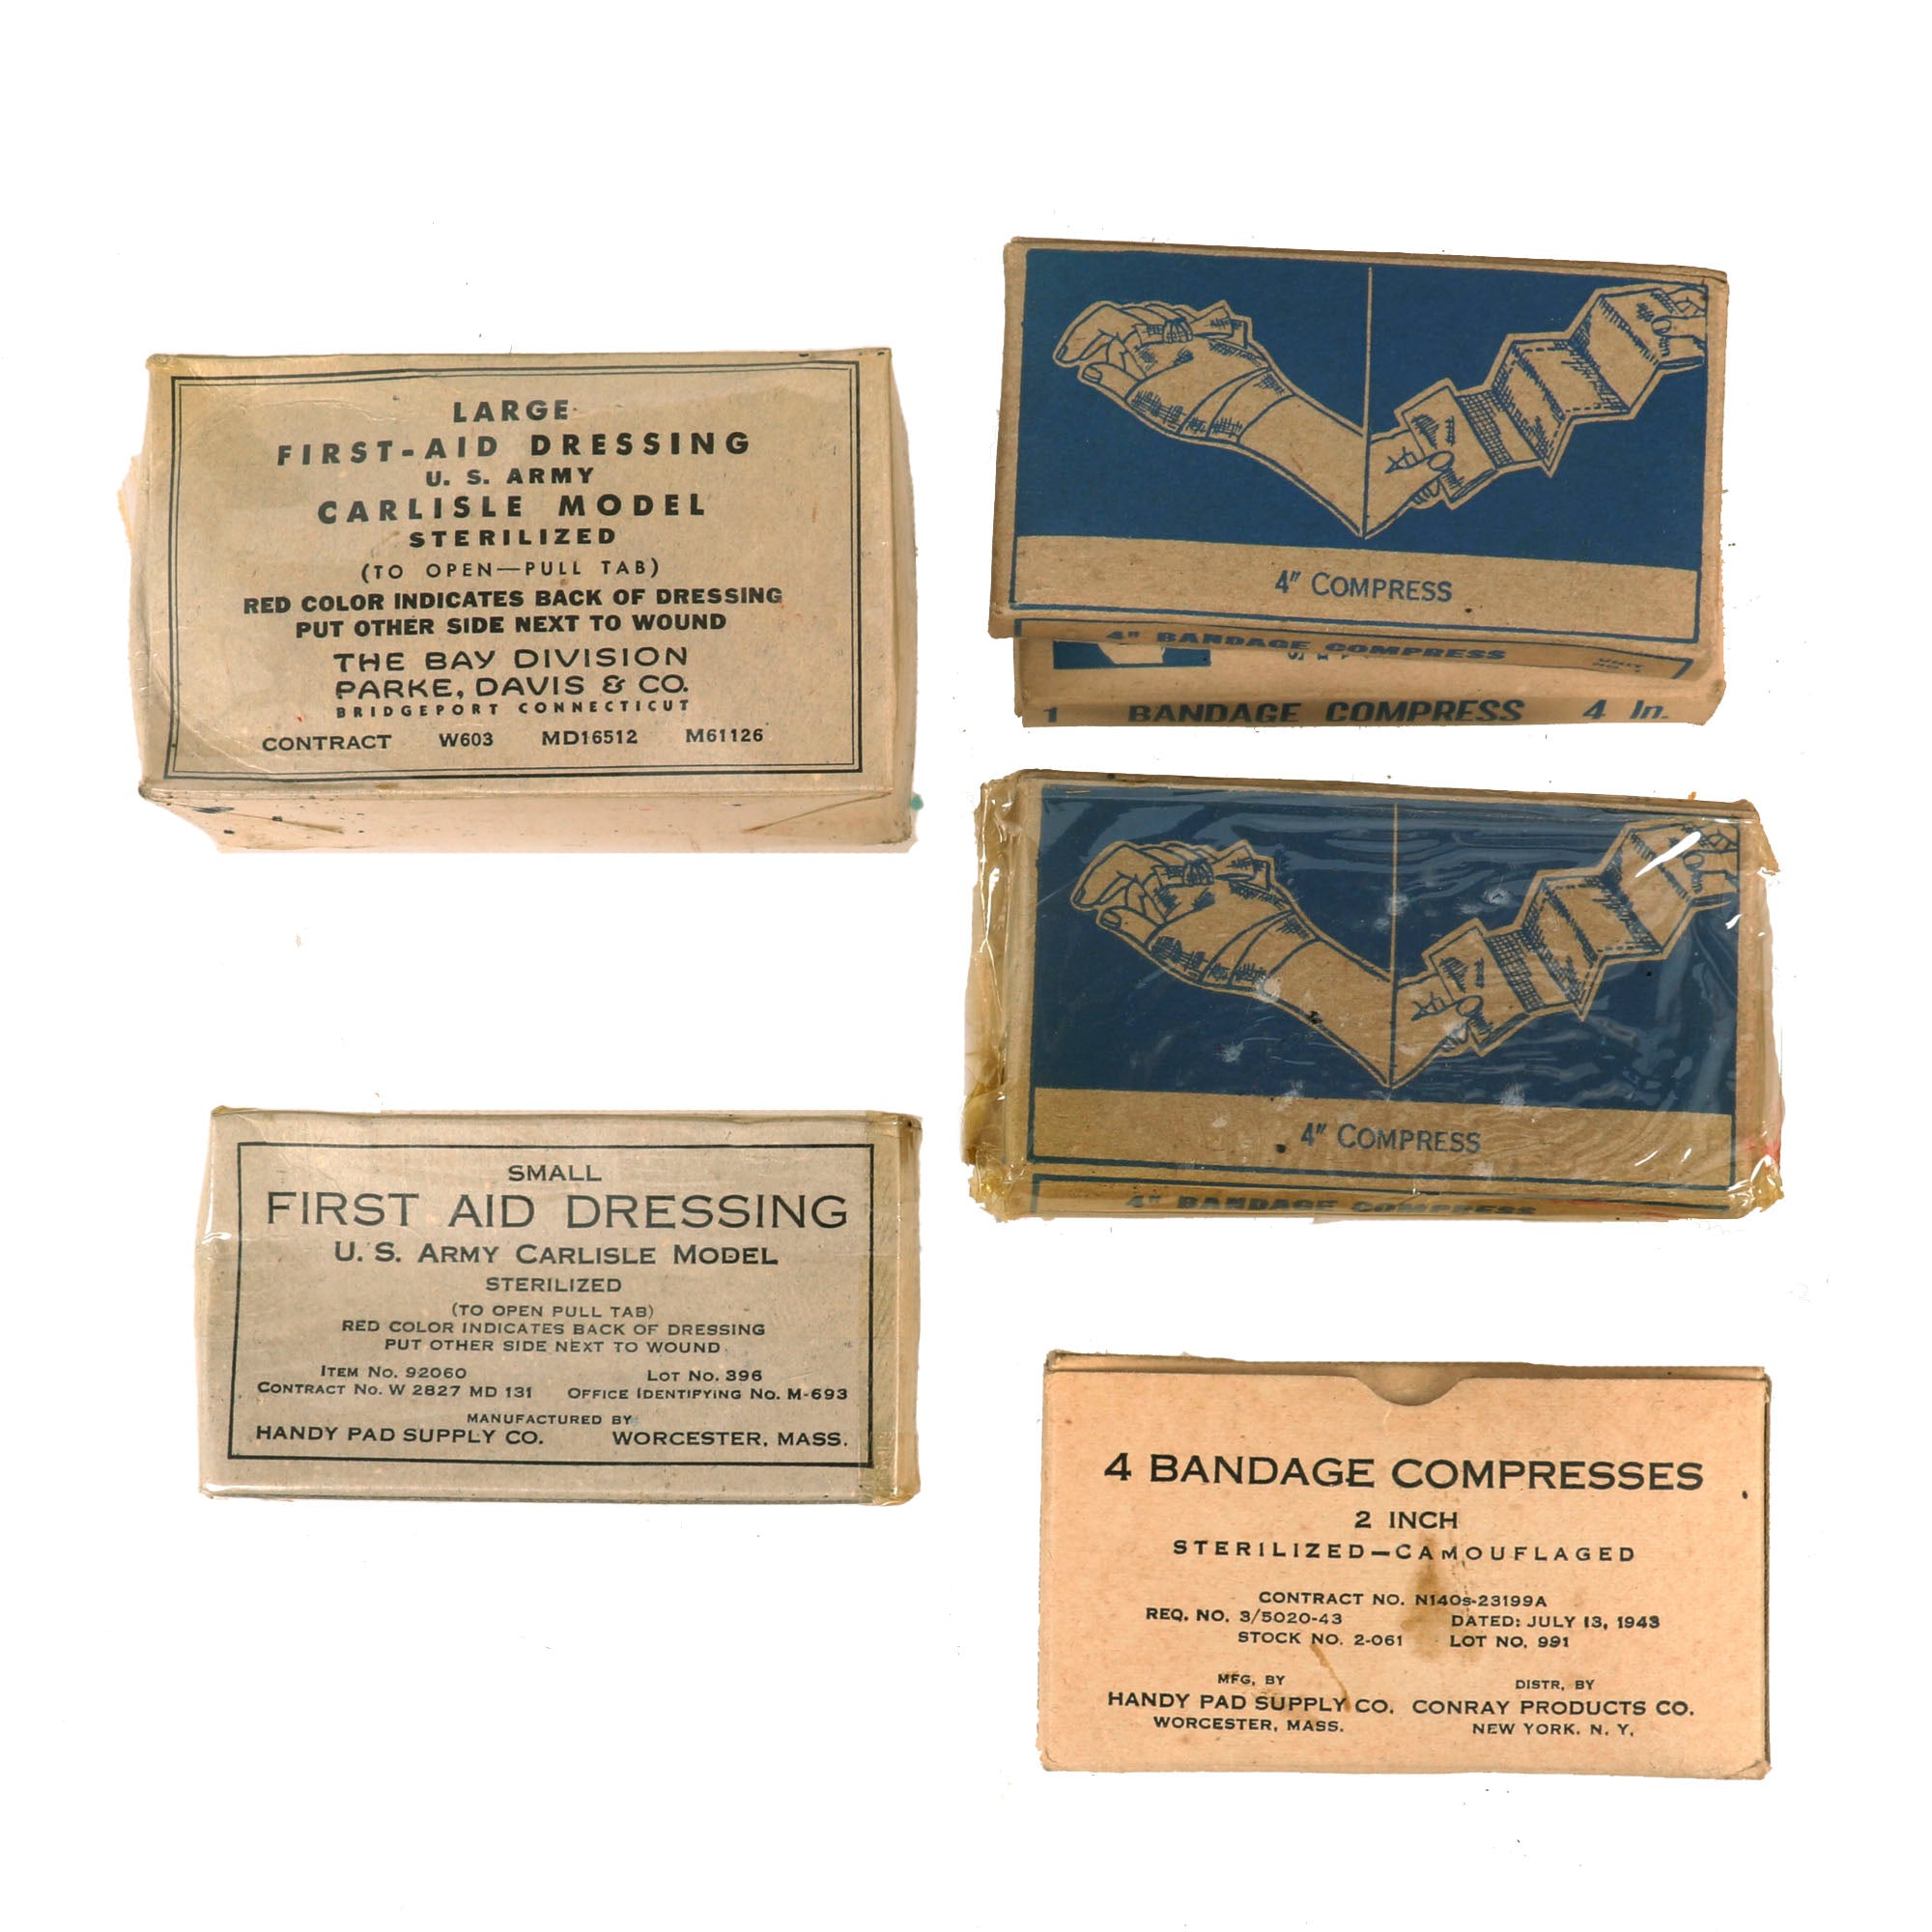 LARGE
FIRST-AID DRESSING
U. S. ARMY
CARLISLE MODEL
STERILIZED
(TO OPEN—PULL TAB)
RED COLOR INDICATES BACK OF DRESSING
PUT OTHER SIDE NEXT TO WOUND
THE BAY DIVISION
PARKE, DAVIS & CO.
BRIDGEPORT CONNECTICUT
CONTRACT W603 MD16512 M61126
4" COMPRESS
4" BANDAGE COMPRESS UNIT
1 BANDAGE COMPRESS 4 In.
4" COMPRESS
4" BANDAGE COMPRESS
SMALL
FIRST AID DRESSING
U. S. ARMY CARLISLE MODEL
STERILIZED
(TO OPEN PULL TAB)
RED COLOR INDICATES BACK OF DRESSING
PUT OTHER SIDE NEXT TO WOUND.
ITEM NO. 92060 LOT NO. 396
CONTRACT NO. W 2827 MD 131 OFFICE IDENTIFYING NO. M-693
MANUFACTURED BY
HANDY PAD SUPPLY CO. WORCESTER, MASS.
4 BANDAGE COMPRESSES
2 INCH
STERILIZED—CAMOUFLAGED
CONTRACT NO. N140s-23199A
REQ. NO. 3/5020-43 DATED: JULY 13, 1943
STOCK NO. 2-061 LOT NO. 991
MFG. BY DISTR. BY
HANDY PAD SUPPLY CO. CONRAY PRODUCTS CO.
WORCESTER, MASS. NEW YORK, N. Y.